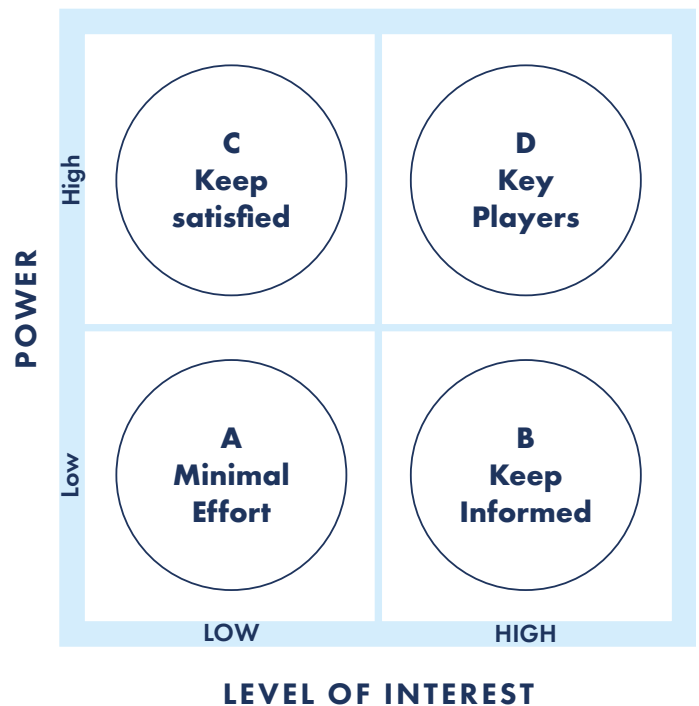 POWER
High
C
Keep
satisfied
D
Key
Players
Low
A
Minimal
Effort
B
Keep
Informed
LOW
HIGH
LEVEL OF INTEREST